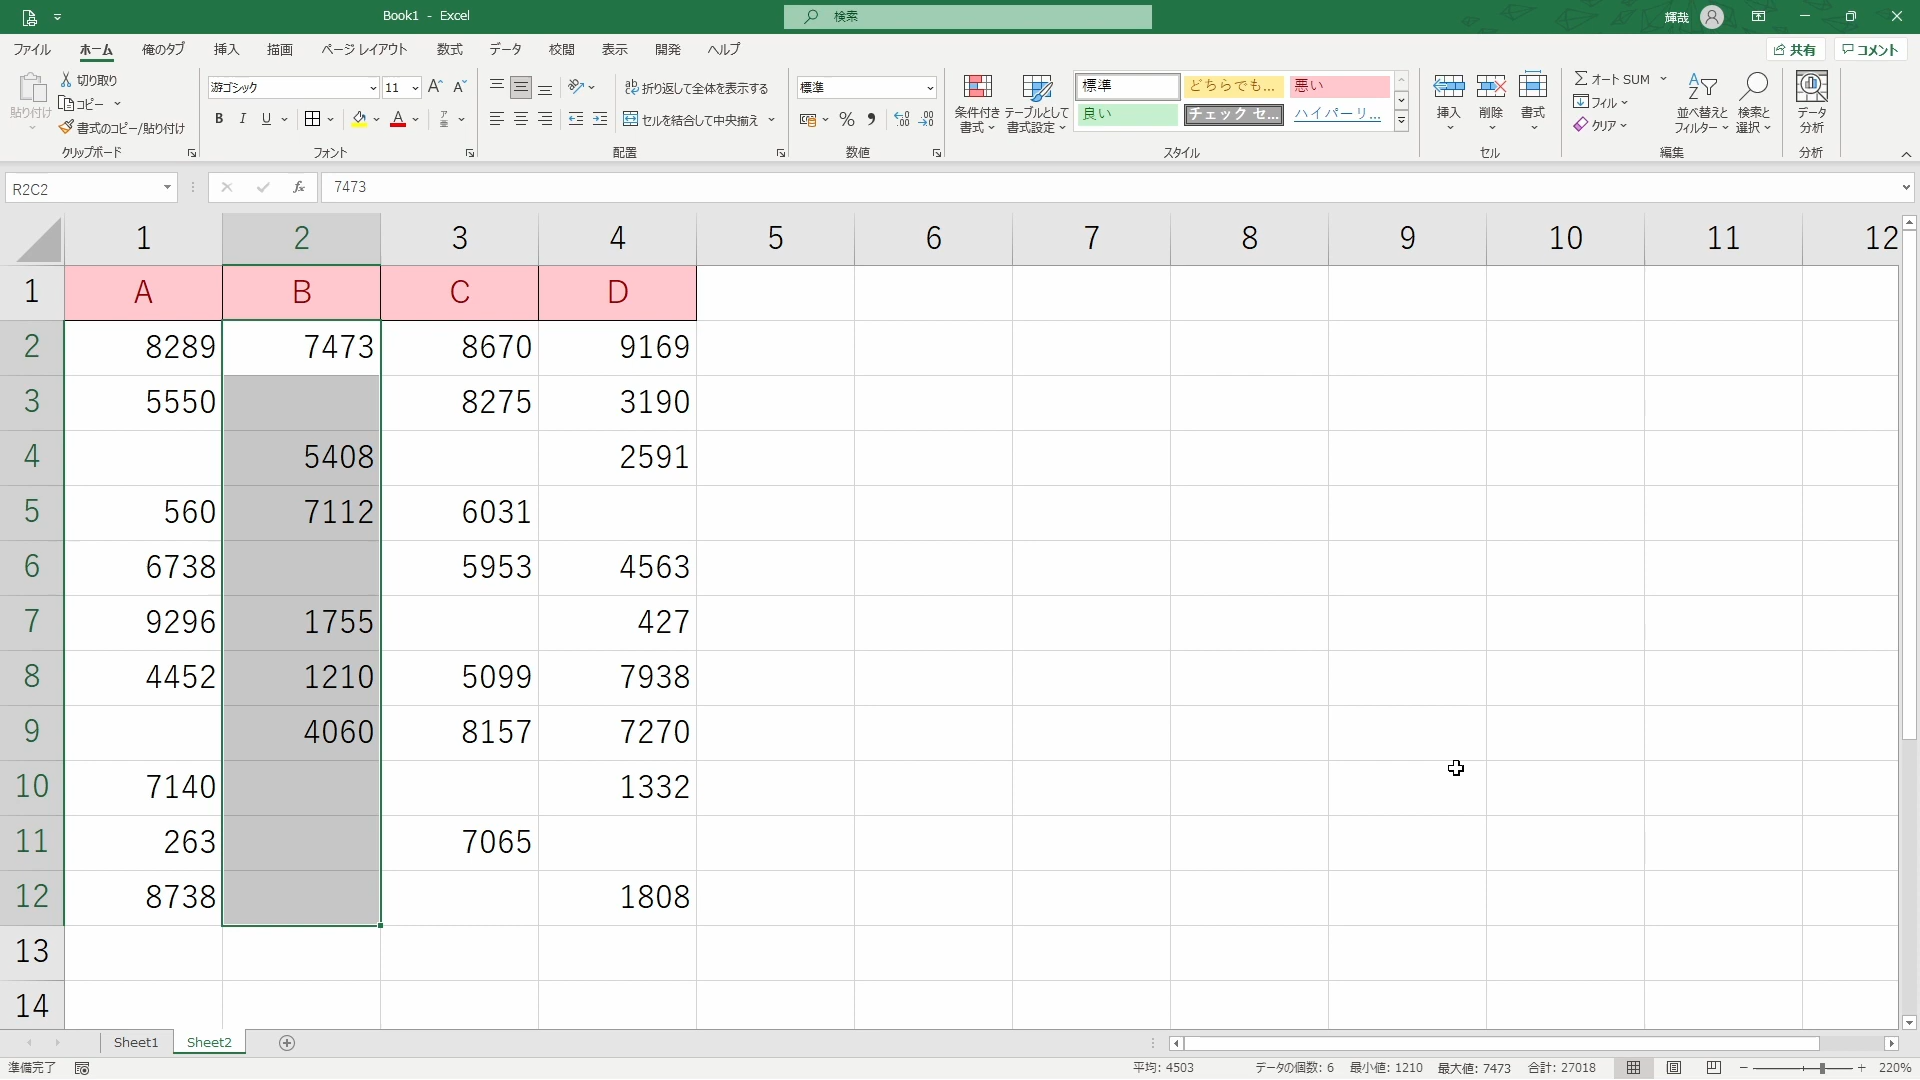 Book1 - Excel
検索
輝哉
ファイル ホーム 俺のタブ 挿入 描画 ページ レイアウト 数式 データ 校閲 表示 開発 ヘルプ
共有 コメント
貼り付け
切り取り
コピー
書式のコピー/貼り付け
クリップボード
游ゴシック 11
B I U
フォント
折り返して全体を表示する
セルを結合して中央揃え
配置
標準
% 
数値
条件付き
書式
テーブルとして
書式設定
標準 どちらでも... 悪い
良い チェック セ... ハイパーリ...
スタイル
挿入 削除 書式
セル
オート SUM
フィル
クリア
並べ替えと
フィルター
検索と
選択
編集
データ
分析
分析
R2C2
fx
7473
1 2 3 4 5 6 7 8 9 10 11 12
1 A B C D
2 8289 7473 8670 9169
3 5550 8275 3190
4 5408 2591
5 560 7112 6031
6 6738 5953 4563
7 9296 1755 427
8 4452 1210 5099 7938
9 4060 8157 7270
10 7140 1332
11 263 7065
12 8738 1808
13
14
Sheet1 Sheet2
準備完了
平均: 4503 データの個数: 6 最小値: 1210 最大値: 7473 合計: 27018
220%